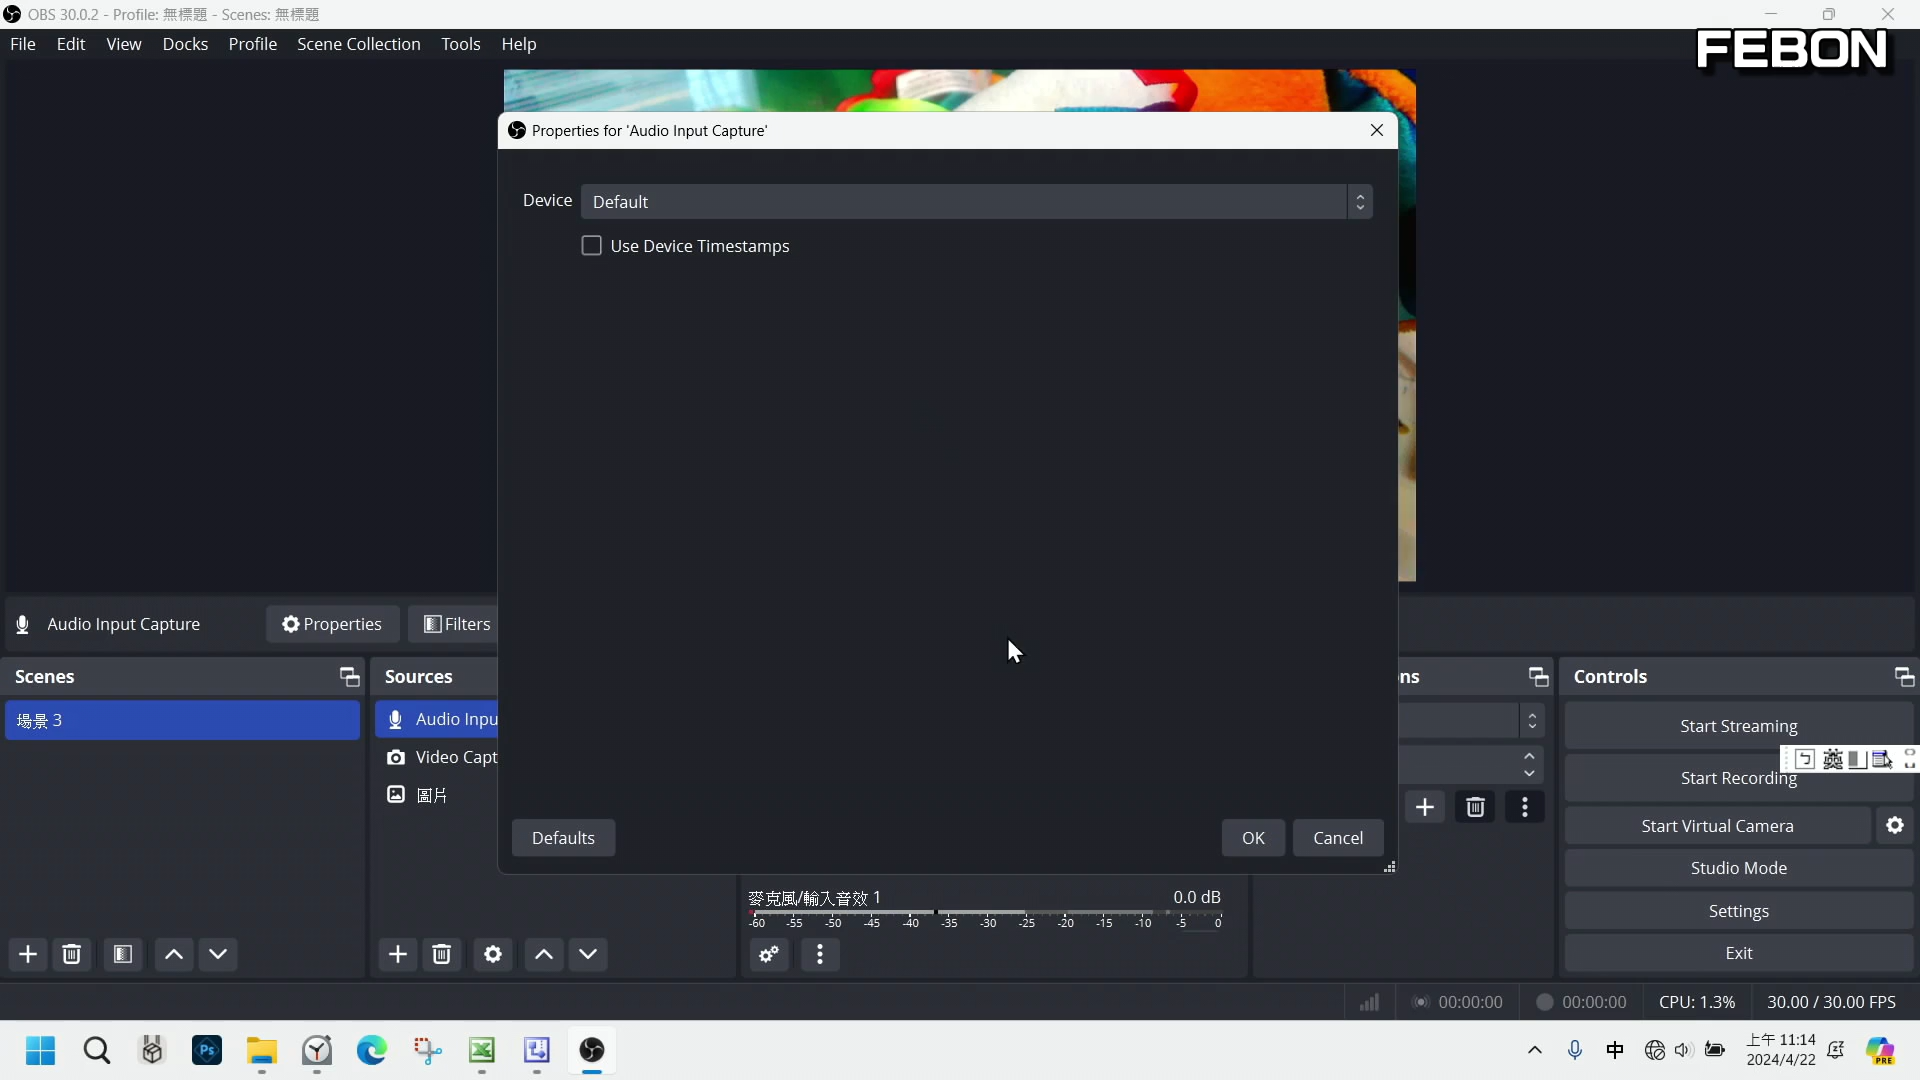 OBS 30.0.2 - Profile: 無標題 - Scenes: 無標題
File Edit View Docks Profile Scene Collection Tools Help
FEBON
Properties for 'Audio Input Capture'
Device Default
Use Device Timestamps
Defaults OK Cancel
Audio Input Capture Properties Filters
Scenes
場景 3
Sources
Audio Inpu
Video Capt
圖片
麥克風/輸入音效 1 0.0 dB
-60 -55 -50 -45 -40 -35 -30 -25 -20 -15 -10 -5 0
ns
Controls
Start Streaming
英
Start Recording
Start Virtual Camera
Studio Mode
Settings
Exit
00:00:00 00:00:00 CPU: 1.3% 30.00 / 30.00 FPS
Ps
中
上午 11:14
2024/4/22
PRE